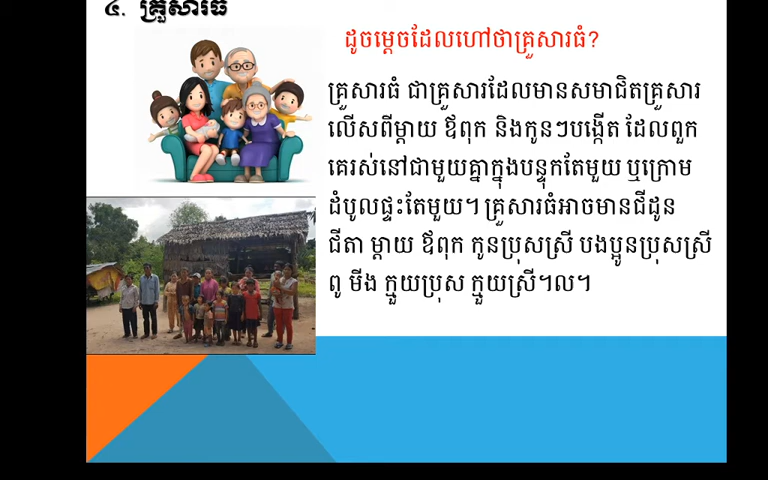 ៤. គ្រួសារធំ
ដូចម្ដេចដែលហៅថាគ្រួសារធំ?
គ្រួសារធំ ជាគ្រួសារដែលមានសមាជិតគ្រួសារ
លើសពីម្ដាយ ឪពុក និងកូនៗបង្កើត ដែលពួក
គេរស់នៅជាមួយគ្នាក្នុងបន្ទុកតែមួយ ឬក្រោម
ដំបូលផ្ទះតែមួយ។ គ្រួសារធំអាចមានជីដូន
ជីតា ម្ដាយ ឪពុក កូនប្រុសស្រី បងប្អូនប្រុសស្រី
ពូ មីង ក្មួយប្រុស ក្មួយស្រី។ល។